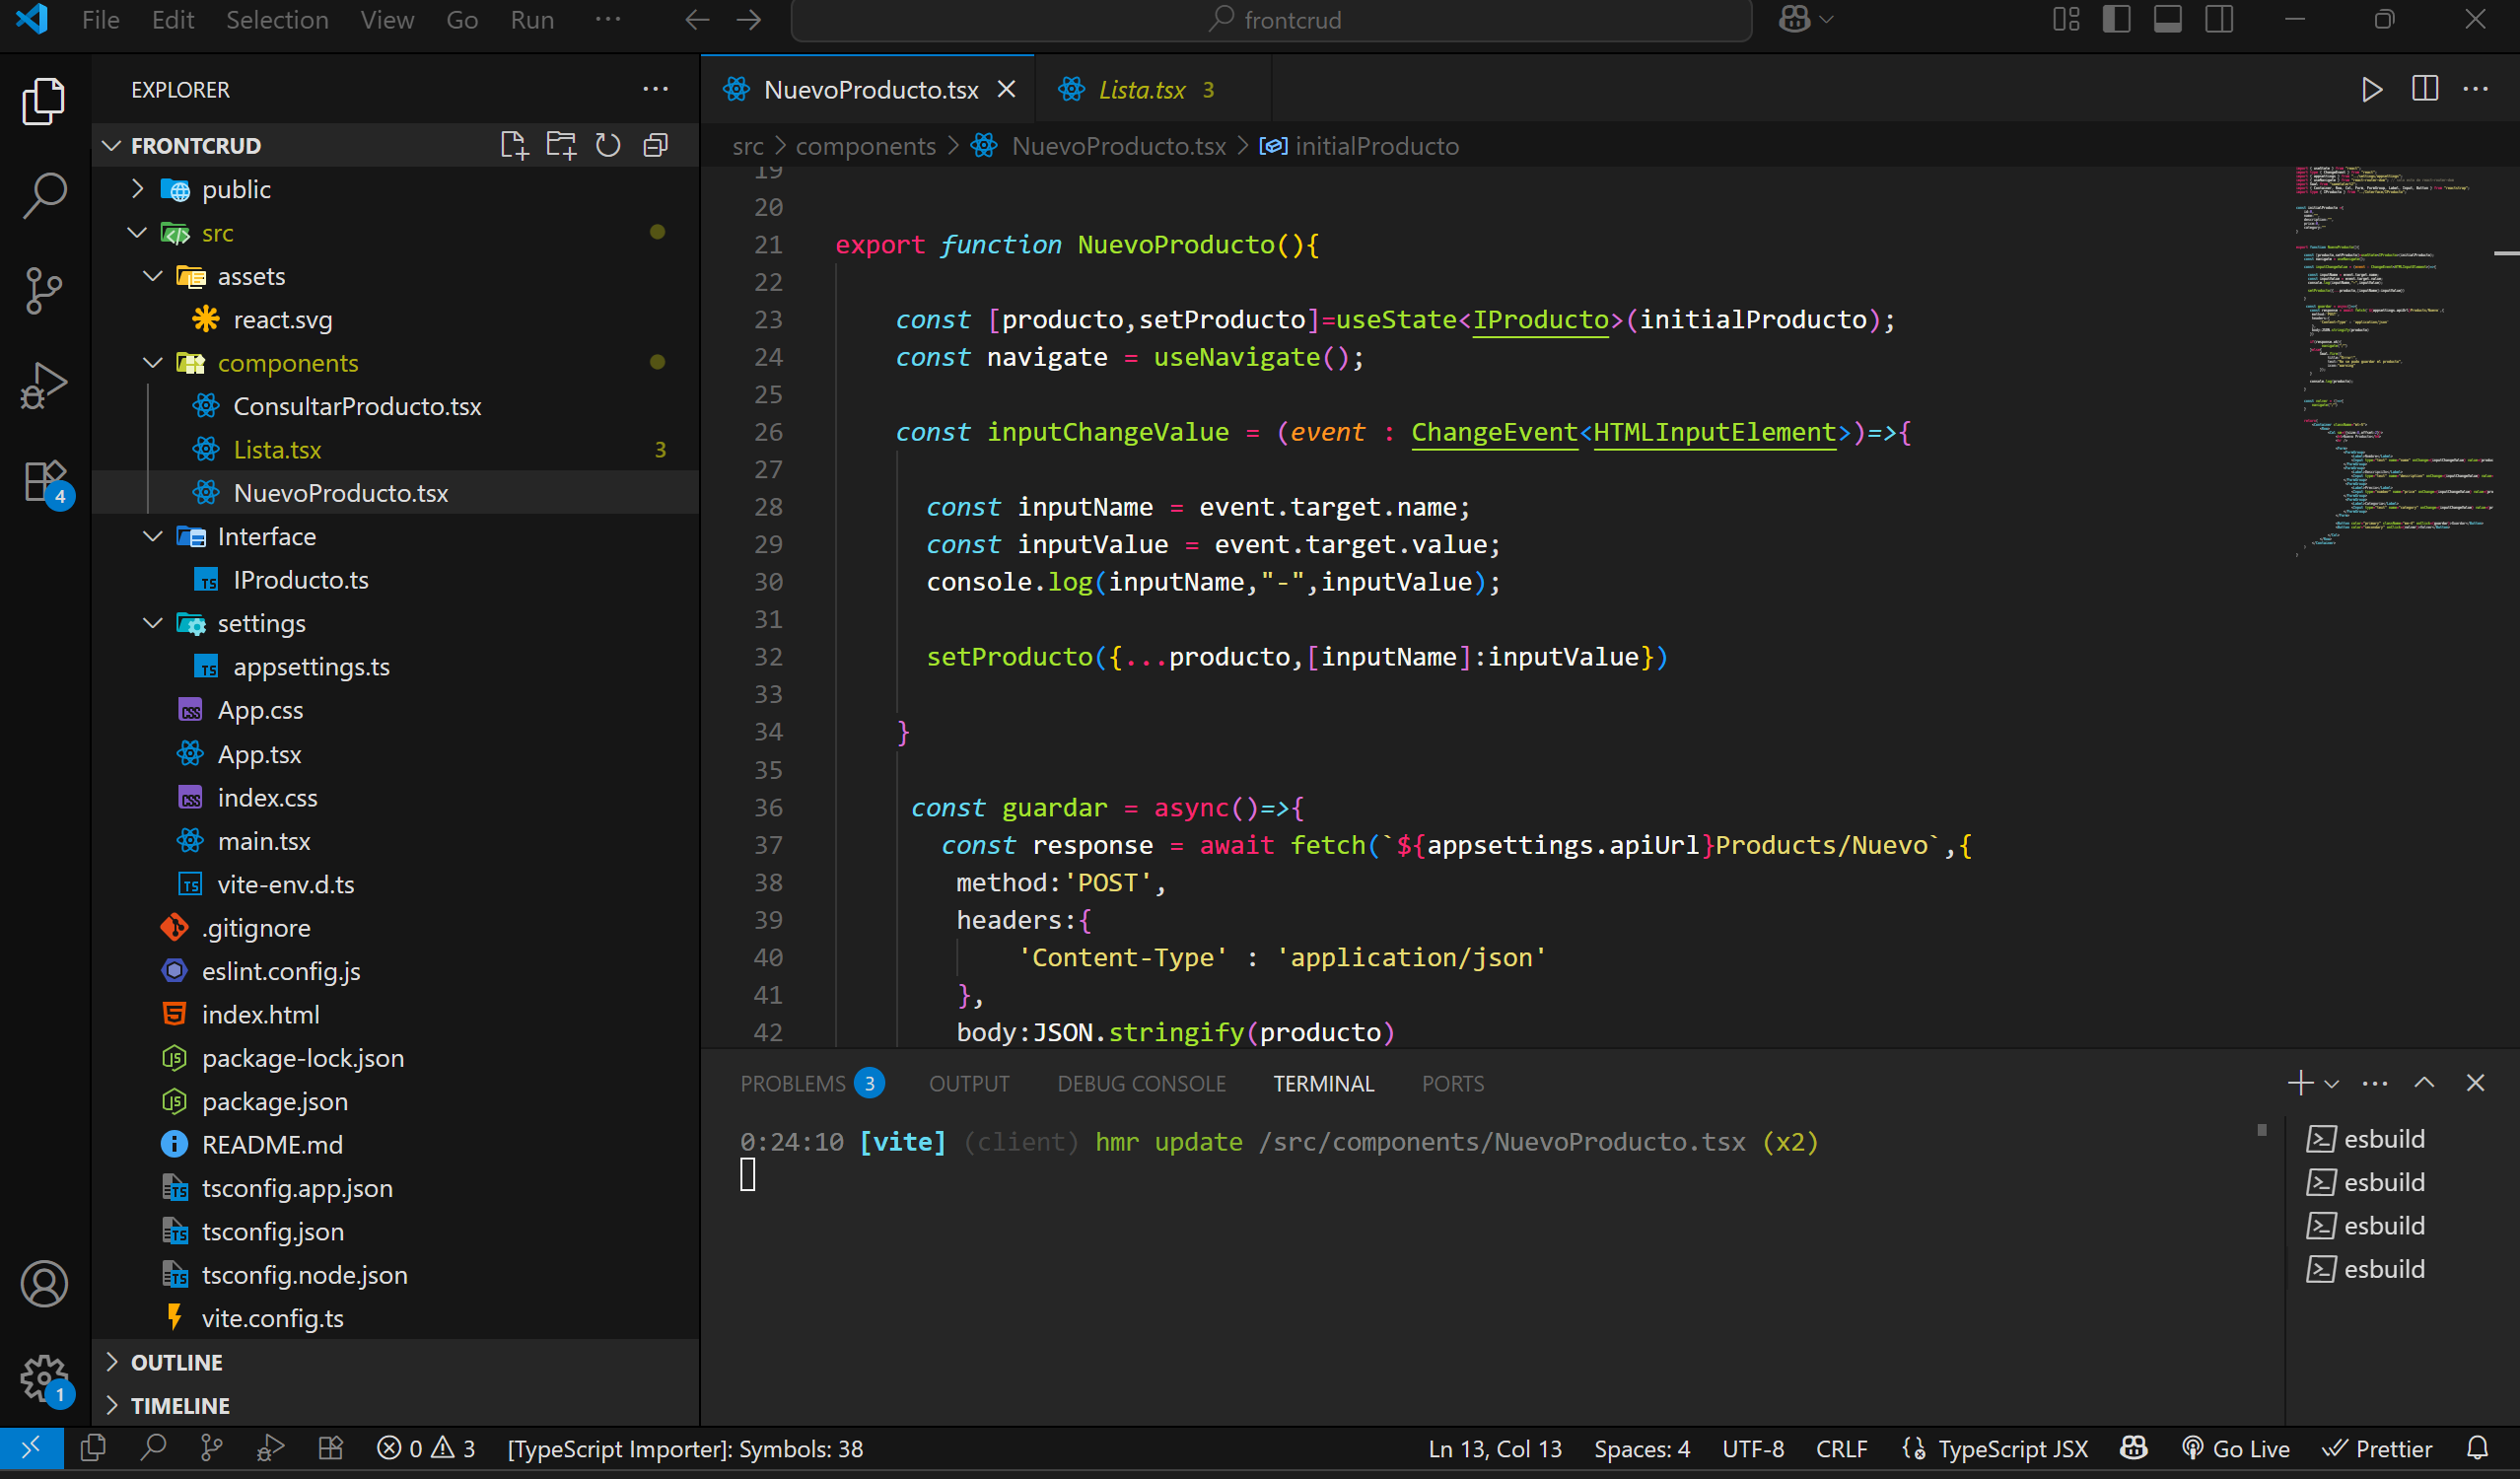 File Edit Selection View Go Run ··· frontcrud
EXPLORER
FRONTCRUD
public
src
assets
react.svg
components
ConsultarProducto.tsx
Lista.tsx 3
NuevoProducto.tsx
Interface
IProducto.ts
settings
appsettings.ts
App.css
App.tsx
index.css
main.tsx
vite-env.d.ts
.gitignore
eslint.config.js
index.html
package-lock.json
package.json
README.md
tsconfig.app.json
tsconfig.json
tsconfig.node.json
vite.config.ts
OUTLINE
TIMELINE
4
1
NuevoProducto.tsx Lista.tsx 3
src > components > NuevoProducto.tsx > initialProducto
19
20
21 export function NuevoProducto(){
22
23 const [producto,setProducto]=useState<IProducto>(initialProducto);
24 const navigate = useNavigate();
25
26 const inputChangeValue = (event : ChangeEvent<HTMLInputElement>)=>{
27
28 const inputName = event.target.name;
29 const inputValue = event.target.value;
30 console.log(inputName,"-",inputValue);
31
32 setProducto({...producto,[inputName]:inputValue})
33
34 }
35
36 const guardar = async()=>{
37 const response = await fetch(`${appsettings.apiUrl}Products/Nuevo`,{
38 method:'POST',
39 headers:{
40 'Content-Type' : 'application/json'
41 },
42 body:JSON.stringify(producto)
PROBLEMS 3 OUTPUT DEBUG CONSOLE TERMINAL PORTS
0:24:10 [vite] (client) hmr update /src/components/NuevoProducto.tsx (x2)
esbuild
esbuild
esbuild
esbuild
0 3 [TypeScript Importer]: Symbols: 38 Ln 13, Col 13 Spaces: 4 UTF-8 CRLF TypeScript JSX Go Live Prettier